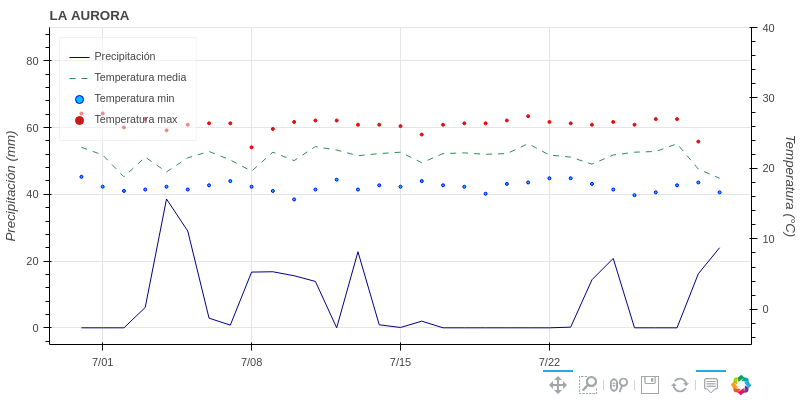 LA AURORA
Precipitación
Temperatura media
Temperatura min
Temperatura max
Precipitación (mm)
80
60
40
20
0
Temperatura (°C)
40
30
20
10
0
7/01
7/08
7/15
7/22